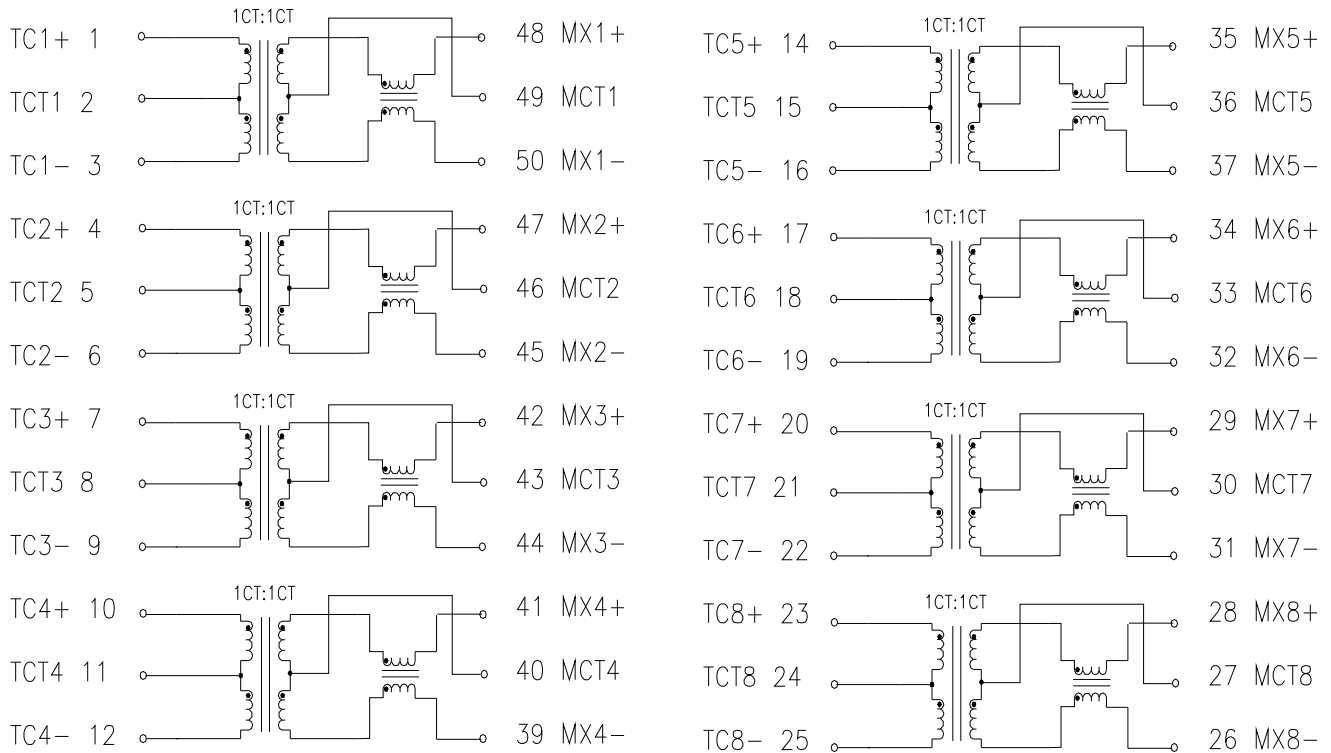 1CT:1CT
TC1+ 1 48 MX1+
TCT1 2 49 MCT1
TC1- 3 50 MX1-
1CT:1CT
TC2+ 4 47 MX2+
TCT2 5 46 MCT2
TC2- 6 45 MX2-
1CT:1CT
TC3+ 7 42 MX3+
TCT3 8 43 MCT3
TC3- 9 44 MX3-
1CT:1CT
TC4+ 10 41 MX4+
TCT4 11 40 MCT4
TC4- 12 39 MX4-
1CT:1CT
TC5+ 14 35 MX5+
TCT5 15 36 MCT5
TC5- 16 37 MX5-
1CT:1CT
TC6+ 17 34 MX6+
TCT6 18 33 MCT6
TC6- 19 32 MX6-
1CT:1CT
TC7+ 20 29 MX7+
TCT7 21 30 MCT7
TC7- 22 31 MX7-
1CT:1CT
TC8+ 23 28 MX8+
TCT8 24 27 MCT8
TC8- 25 26 MX8-